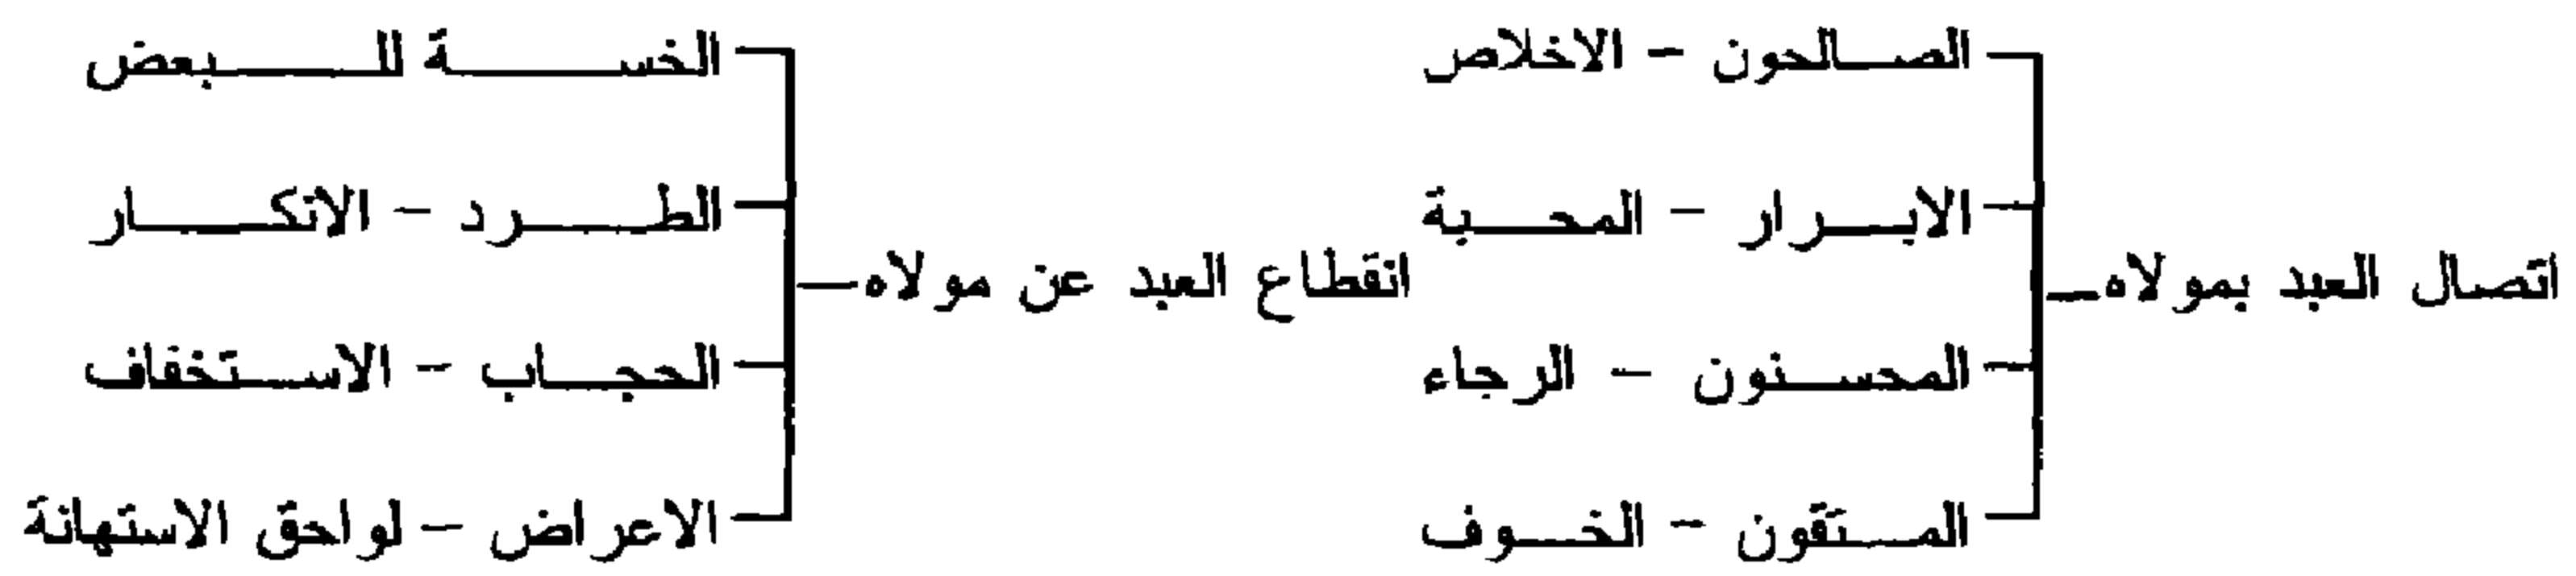 اتصال العبد بمولاه
الصالحون - الاخلاص
الابرار - المحبة
المحسنون - الرجاء
المتقون - الخوف
انقطاع العبد عن مولاه
الخسة للبعض
الطرد - الانكار
الحجاب - الاستخفاف
الاعراض - لواحق الاستهانة